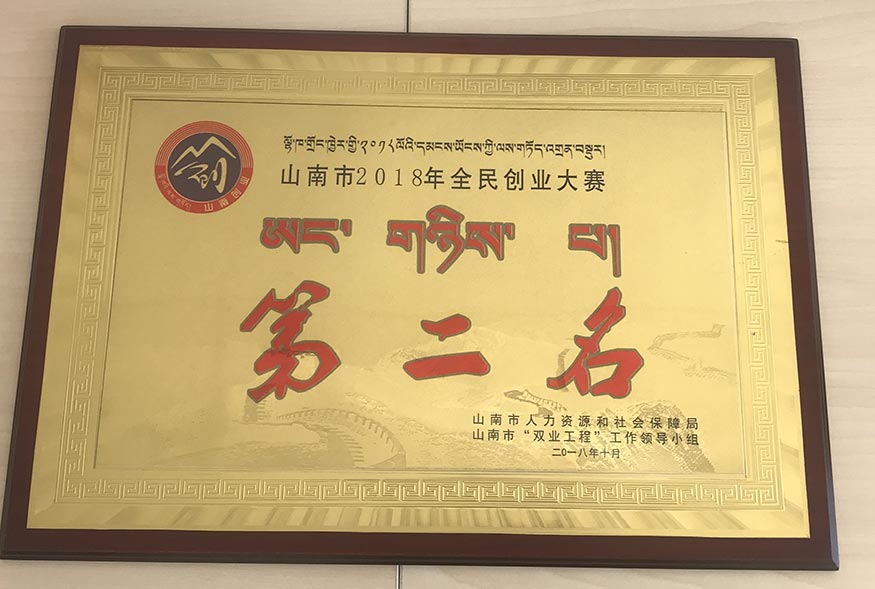 ལྷོ་ཁ་གྲོང་ཁྱེར་གྱི་༢༠༡༨ལོའི་དམངས་ཡོངས་ཀྱི་ལས་གཏོད་འགྲན་བསྡུར།
山南市2018年全民创业大赛
ཨང་ གཉིས་ པ།
第二名
山南市人力资源和社会保障局
山南市“双业工程”工作领导小组
二〇一八年十月